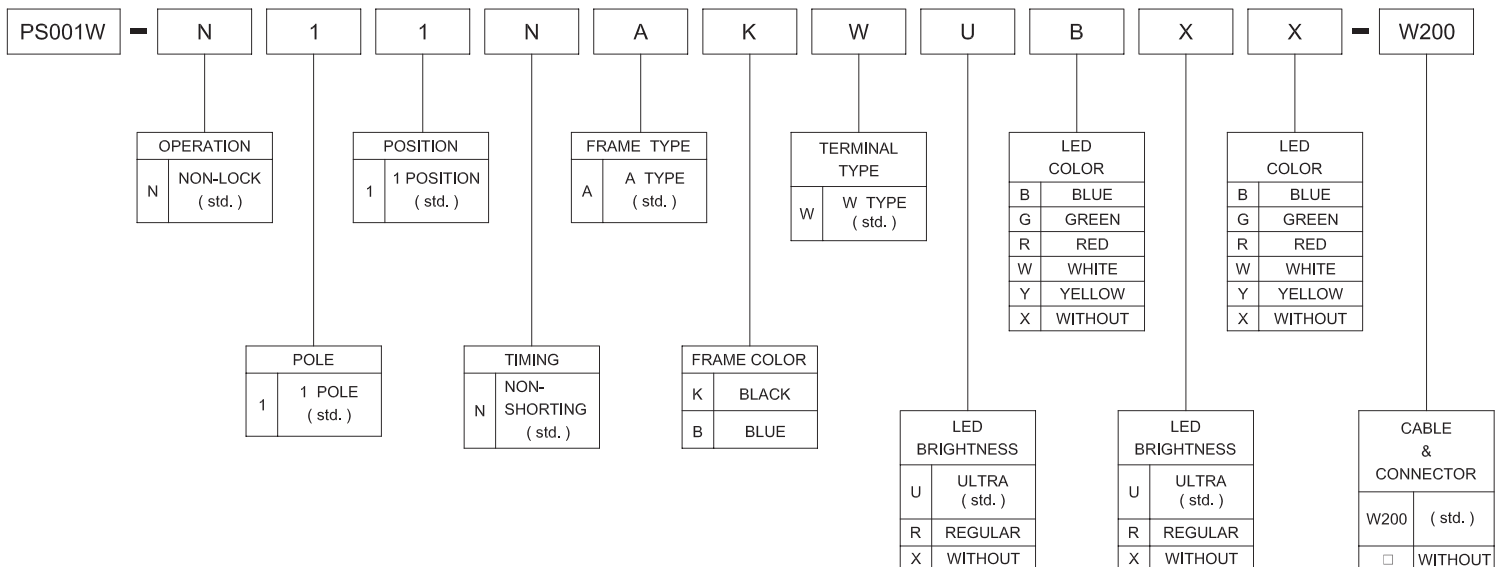 PS001W - N 1 1 N A K W U B X X - W200
OPERATION
N NON-LOCK
( std. )
POSITION
1 1 POSITION
( std. )
FRAME TYPE
A A TYPE
( std. )
TERMINAL
TYPE
W W TYPE
( std. )
LED
COLOR
B BLUE
G GREEN
R RED
W WHITE
Y YELLOW
X WITHOUT
LED
COLOR
B BLUE
G GREEN
R RED
W WHITE
Y YELLOW
X WITHOUT
POLE
1 1 POLE
( std. )
TIMING
N NON-
SHORTING
( std. )
FRAME COLOR
K BLACK
B BLUE
LED
BRIGHTNESS
U ULTRA
( std. )
R REGULAR
X WITHOUT
LED
BRIGHTNESS
U ULTRA
( std. )
R REGULAR
X WITHOUT
CABLE
&
CONNECTOR
W200 ( std. )
□ WITHOUT